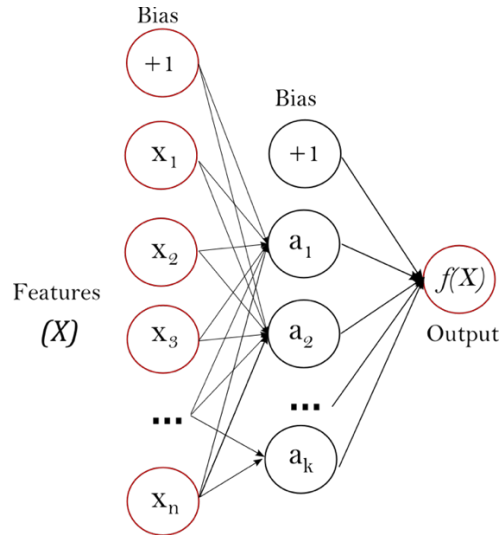 Bias
+1
x1
x2
Features
(X)
x3
...
xn
Bias
+1
a1
a2
...
ak
f(X)
Output